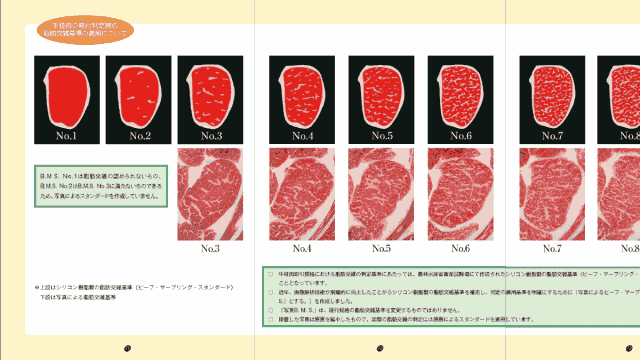 牛枝肉の格付判定際の
脂肪交雑基準の適用について
No.1
No.2
No.3
No.4
No.5
No.6
No.7
No.8
B.M.S. No.1は脂肪交雑の認められないもの、
B.M.S. No.2はB.M.S. No.3に満たないものである
ため、写真によるスタンダードを作成していません。
No.3
No.4
No.5
No.6
No.7
No.8
※上段はシリコン樹脂製の脂肪交雑基準（ビーフ・マーブリング・スタンダード）
下段は写真による脂肪交雑基準
□ 牛枝肉取引規格における脂肪交雑の判定基準にあたっては、農林水産省畜産試験場にて作成されたシリコン樹脂製の脂肪交雑基準（ビーフ・マーブリング・
こととなっています。
□ 近年、画像解析技術が飛躍的に向上したことからシリコン樹脂製の脂肪交雑基準を補完し、判定の適用基準を明確にするために「写真によるビーフ・マーブ
S.」とする。）を作成しました。
□ 「写真B.M.S.」は、現行規格の脂肪交雑基準を変更するものではありません。
□ 掲載した写真は原画を縮小したもので、実際の脂肪交雑の判定には原画によるスタンダードを適用しています。